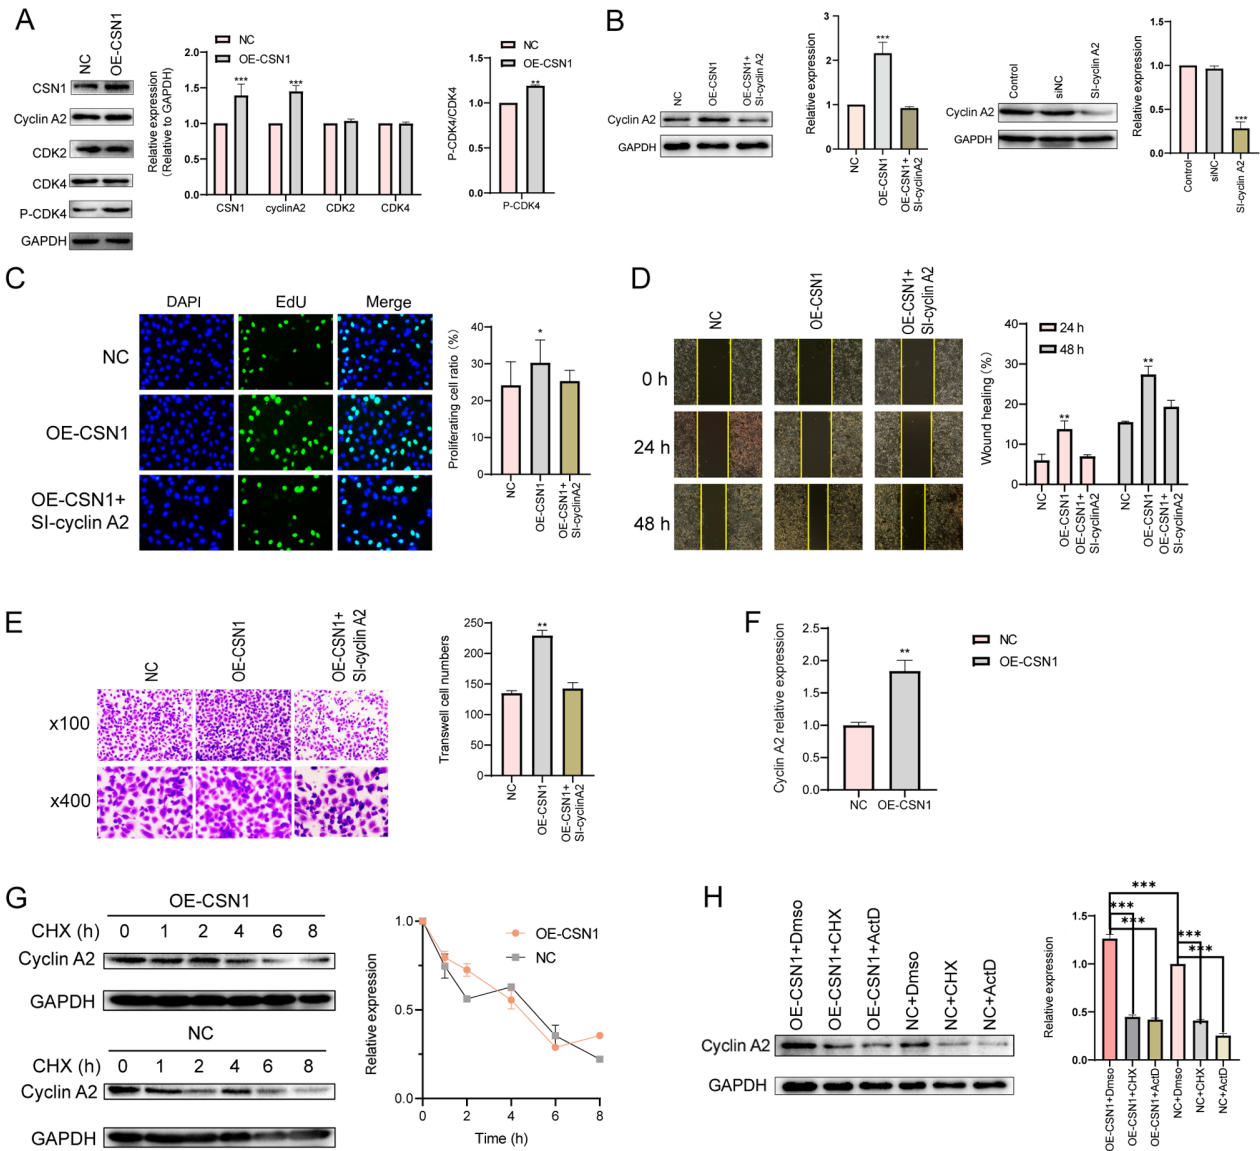 A
NC
OE-CSN1
CSN1
Cyclin A2
CDK2
CDK4
P-CDK4
GAPDH
NC
OE-CSN1
Relative expression
(Relative to GAPDH)
2.0
1.5
1.0
0.5
0.0
***
***
CSN1
cyclinA2
CDK2
CDK4
NC
OE-CSN1
P-CDK4/CDK4
1.5
1.0
0.5
0.0
**
P-CDK4
B
NC
OE-CSN1
OE-CSN1+
SI-cyclin A2
Cyclin A2
GAPDH
Relative expression
3
2
1
0
***
NC
OE-CSN1
OE-CSN1+
SI-cyclinA2
Control
siNC
SI-cyclin A2
Cyclin A2
GAPDH
Relative expression
1.5
1.0
0.5
0.0
***
Control
siNC
SI-cyclin A2
C
DAPI
EdU
Merge
NC
OE-CSN1
OE-CSN1+
SI-cyclin A2
Proliferating cell ratio (%)
40
30
20
10
0
*
NC
OE-CSN1
OE-CSN1+
SI-cyclinA2
D
NC
OE-CSN1
OE-CSN1+
SI-cyclin A2
0 h
24 h
48 h
Wound healing (%)
40
30
20
10
0
24 h
48 h
**
**
NC
OE-CSN1
OE-CSN1+
SI-cyclinA2
NC
OE-CSN1
OE-CSN1+
SI-cyclinA2
E
NC
OE-CSN1
OE-CSN1+
SI-cyclin A2
x100
x400
Transwell cell numbers
250
200
150
100
50
0
**
NC
OE-CSN1
OE-CSN1+
SI-cyclinA2
F
Cyclin A2 relative expression
2.5
2.0
1.5
1.0
0.5
0.0
**
NC
OE-CSN1
NC
OE-CSN1
G
OE-CSN1
CHX (h) 0 1 2 4 6 8
Cyclin A2
GAPDH
NC
CHX (h) 0 1 2 4 6 8
Cyclin A2
GAPDH
Relative expression
1.0
0.5
0.0
OE-CSN1
NC
0 2 4 6 8
Time (h)
H
OE-CSN1+Dmso
OE-CSN1+CHX
OE-CSN1+ActD
NC+Dmso
NC+CHX
NC+ActD
Cyclin A2
GAPDH
Relative expression
1.5
1.0
0.5
0.0
***
***
***
***
***
OE-CSN1+Dmso
OE-CSN1+CHX
OE-CSN1+ActD
NC+Dmso
NC+CHX
NC+ActD